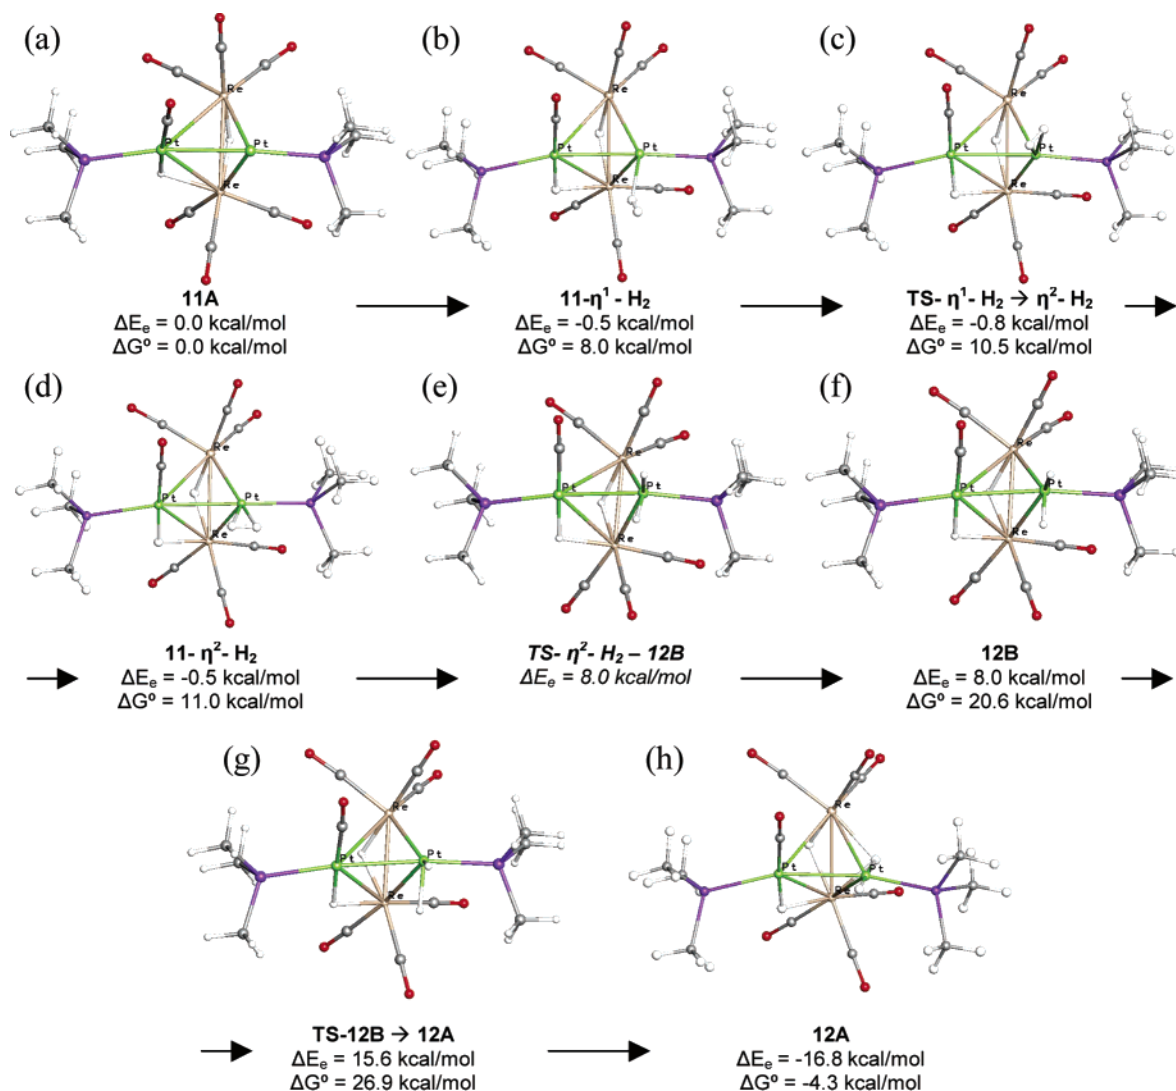 (a)
(b)
(c)
Re
Pt
Pt
Re
Re
Pt
Pt
Re
Re
Pt
Pt
Re
11A
ΔEe = 0.0 kcal/mol
ΔGº = 0.0 kcal/mol
11-η¹ - H₂
ΔEe = -0.5 kcal/mol
ΔGº = 8.0 kcal/mol
TS- η¹- H₂ → η²- H₂
ΔEe = -0.8 kcal/mol
ΔGº = 10.5 kcal/mol
(d)
(e)
(f)
Re
Pt
Pt
Re
Re
Pt
Pt
Re
Re
Pt
Pt
Re
11- η²- H₂
ΔEe = -0.5 kcal/mol
ΔGº = 11.0 kcal/mol
TS- η²- H₂ – 12B
ΔEe = 8.0 kcal/mol
12B
ΔEe = 8.0 kcal/mol
ΔGº = 20.6 kcal/mol
(g)
(h)
Re
Pt
Pt
Re
Re
Pt
Pt
Re
TS-12B → 12A
ΔEe = 15.6 kcal/mol
ΔGº = 26.9 kcal/mol
12A
ΔEe = -16.8 kcal/mol
ΔGº = -4.3 kcal/mol